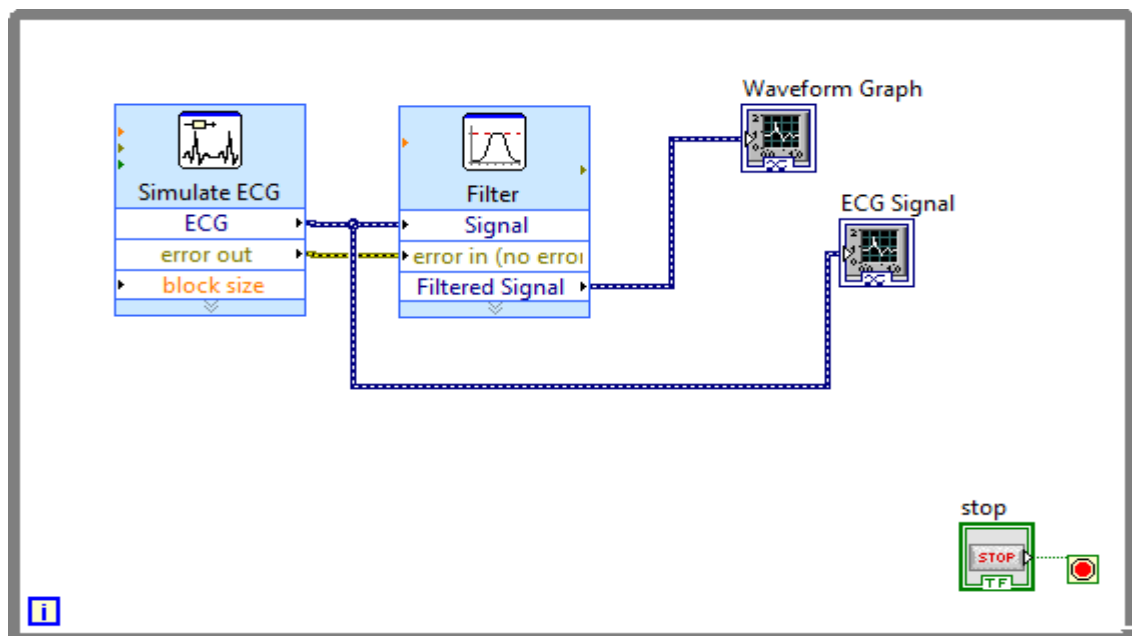 Waveform Graph
Simulate ECG
Filter
ECG
Signal
ECG Signal
error out
error in (no erro
block size
Filtered Signal
stop
STOP
TF
i